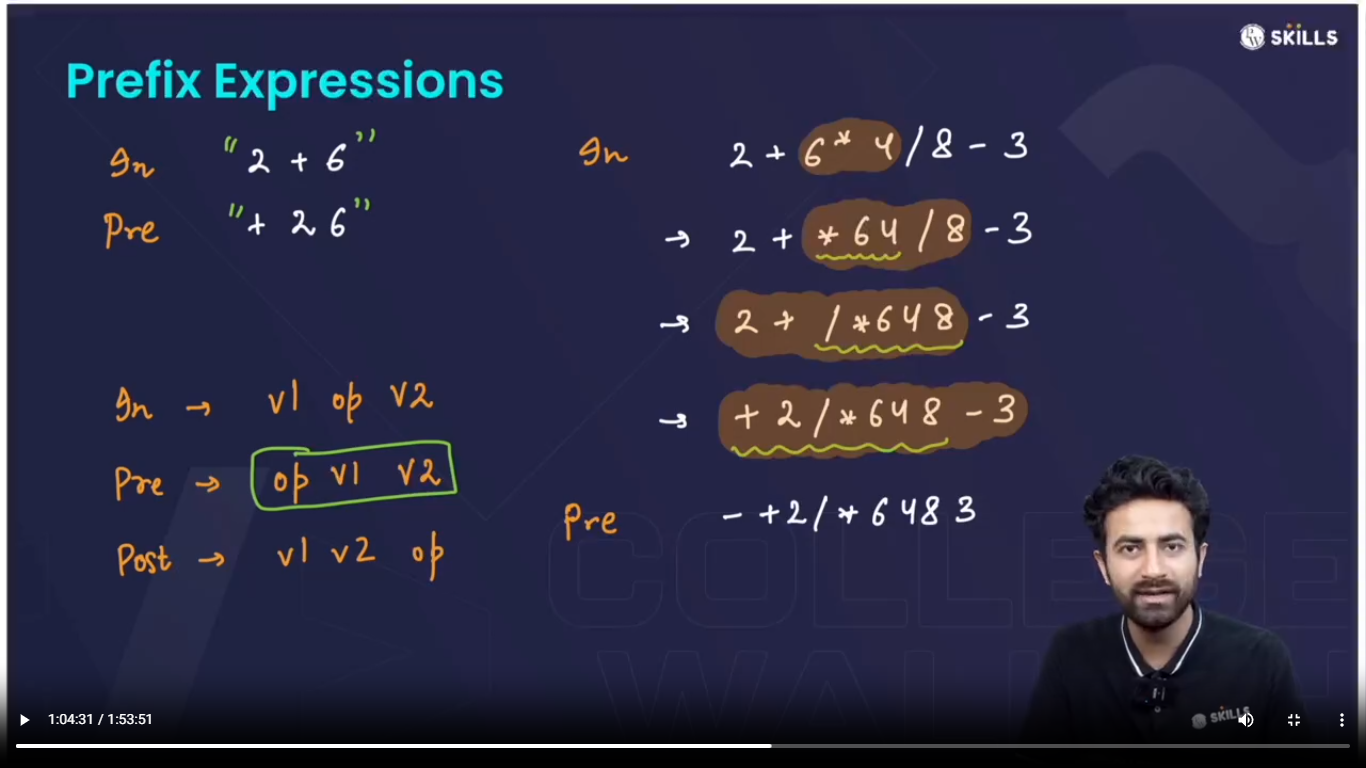 SKILLS
Prefix Expressions
In "2 + 6"
Pre "+ 2 6"
In → v1 op v2
Pre → op v1 v2
Post → v1 v2 op
In 2 + 6 * 4 / 8 - 3
→ 2 + * 6 4 / 8 - 3
→ 2 + / * 6 4 8 - 3
→ + 2 / * 6 4 8 - 3
Pre - + 2 / * 6 4 8 3
COLLEGE
WALLAH
SKILLS
1:04:31 / 1:53:51